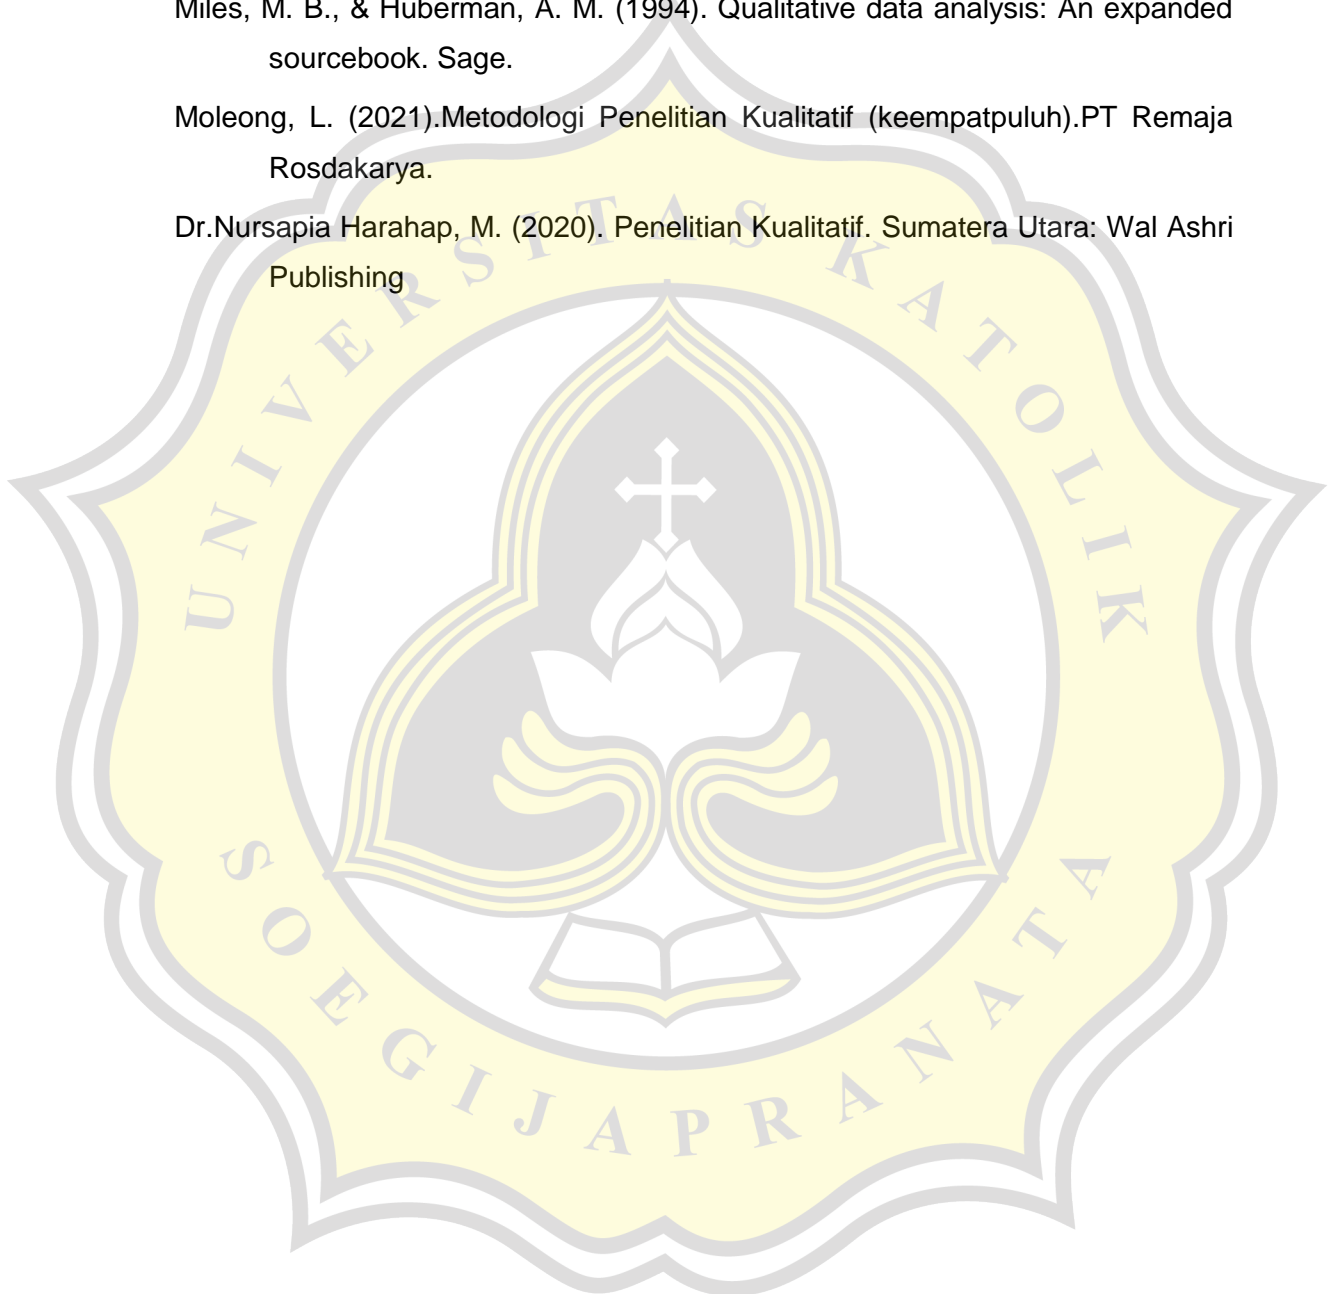 Miles, M. B., & Huberman, A. M. (1994). Qualitative data analysis: An expanded
sourcebook. Sage.
Moleong, L. (2021).Metodologi Penelitian Kualitatif (keempatpuluh).PT Remaja
Rosdakarya.
Dr.Nursapia Harahap, M. (2020). Penelitian Kualitatif. Sumatera Utara: Wal Ashri
Publishing
UNIVERSITAS KATOLIK
SOEGIJAPRANATA